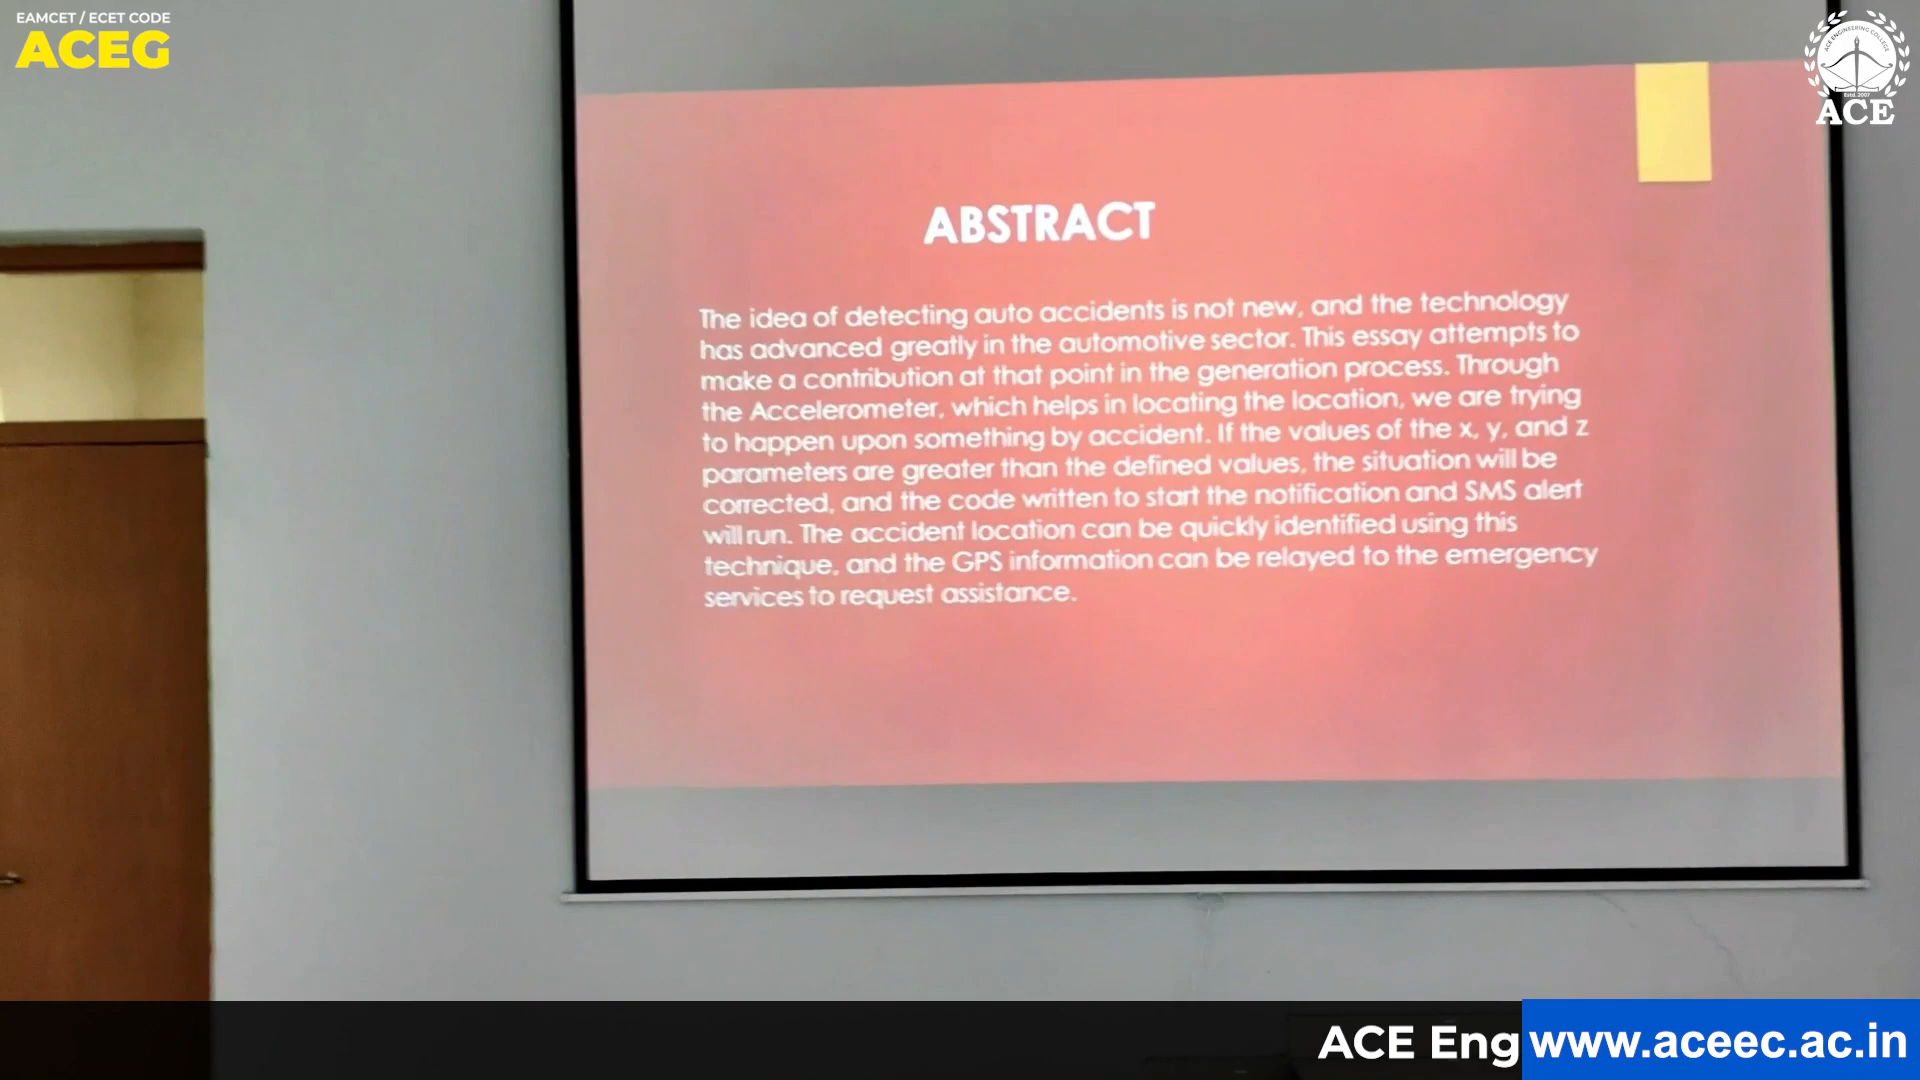 EAMCET / ECET CODE
ACEG
ACE ENGINEERING COLLEGE
Estd. 2007
ACE
ABSTRACT
The idea of detecting auto accidents is not new, and the technology
has advanced greatly in the automotive sector. This essay attempts to
make a contribution at that point in the generation process. Through
the Accelerometer, which helps in locating the location, we are trying
to happen upon something by accident. If the values of the x, y, and z
parameters are greater than the defined values, the situation will be
corrected, and the code written to start the notification and SMS alert
will run. The accident location can be quickly identified using this
technique, and the GPS information can be relayed to the emergency
services to request assistance.
ACE Eng
www.aceec.ac.in